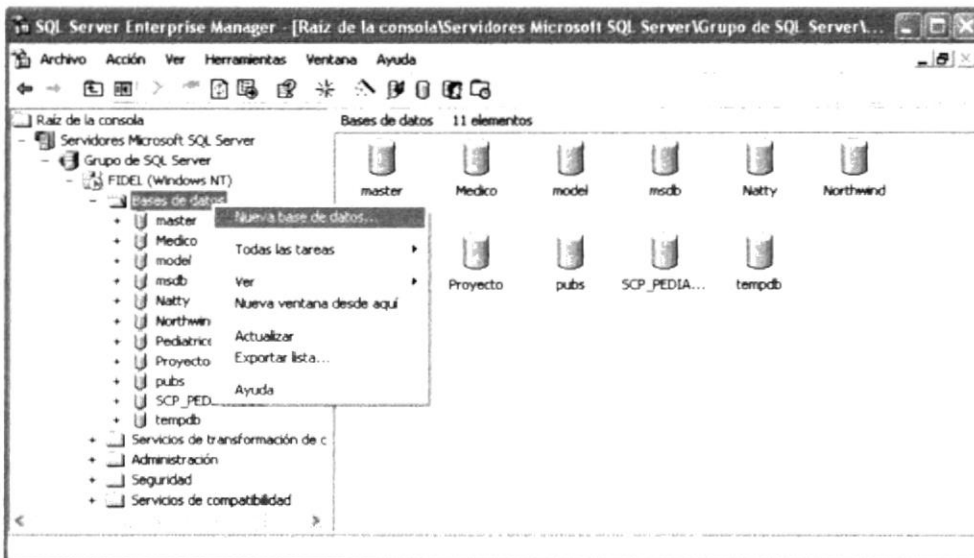 SQL Server Enterprise Manager - [Raíz de la consola\Servidores Microsoft SQL Server\Grupo de SQL Server\...
Archivo Acción Ver Herramientas Ventana Ayuda
Raíz de la consola
Servidores Microsoft SQL Server
Grupo de SQL Server
FIDEL (Windows NT)
Bases de datos
master
Medico
model
msdb
Natty
Northwin
Pediatrico
Proyecto
pubs
SCP_PED
tempdb
Servicios de transformación de c
Administración
Seguridad
Servicios de compatibilidad
Nueva base de datos...
Todas las tareas
Ver
Nueva ventana desde aquí
Actualizar
Exportar lista...
Ayuda
Bases de datos 11 elementos
master Medico model msdb Natty Northwind
Proyecto pubs SCP_PEDIA... tempdb